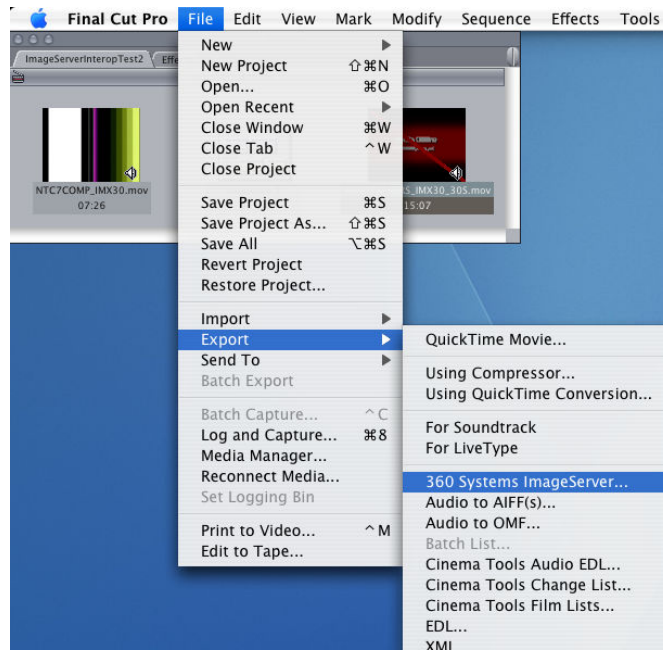 Final Cut Pro File Edit View Mark Modify Sequence Effects Tools
ImageServerInteropTest2 Effe
NTC7COMP_IMX30.mov
07:26
S_IMX30_30S.mov
15:07
New
New Project ⇧⌘N
Open... ⌘O
Open Recent
Close Window ⌘W
Close Tab ^W
Close Project
Save Project ⌘S
Save Project As... ⇧⌘S
Save All ⌥⌘S
Revert Project
Restore Project...
Import
Export
Send To
Batch Export
Batch Capture... ^C
Log and Capture... ⌘8
Media Manager...
Reconnect Media...
Set Logging Bin
Print to Video... ^M
Edit to Tape...
QuickTime Movie...
Using Compressor...
Using QuickTime Conversion...
For Soundtrack
For LiveType
360 Systems ImageServer...
Audio to AIFF(s)...
Audio to OMF...
Batch List...
Cinema Tools Audio EDL...
Cinema Tools Change List...
Cinema Tools Film Lists...
EDL...
XML